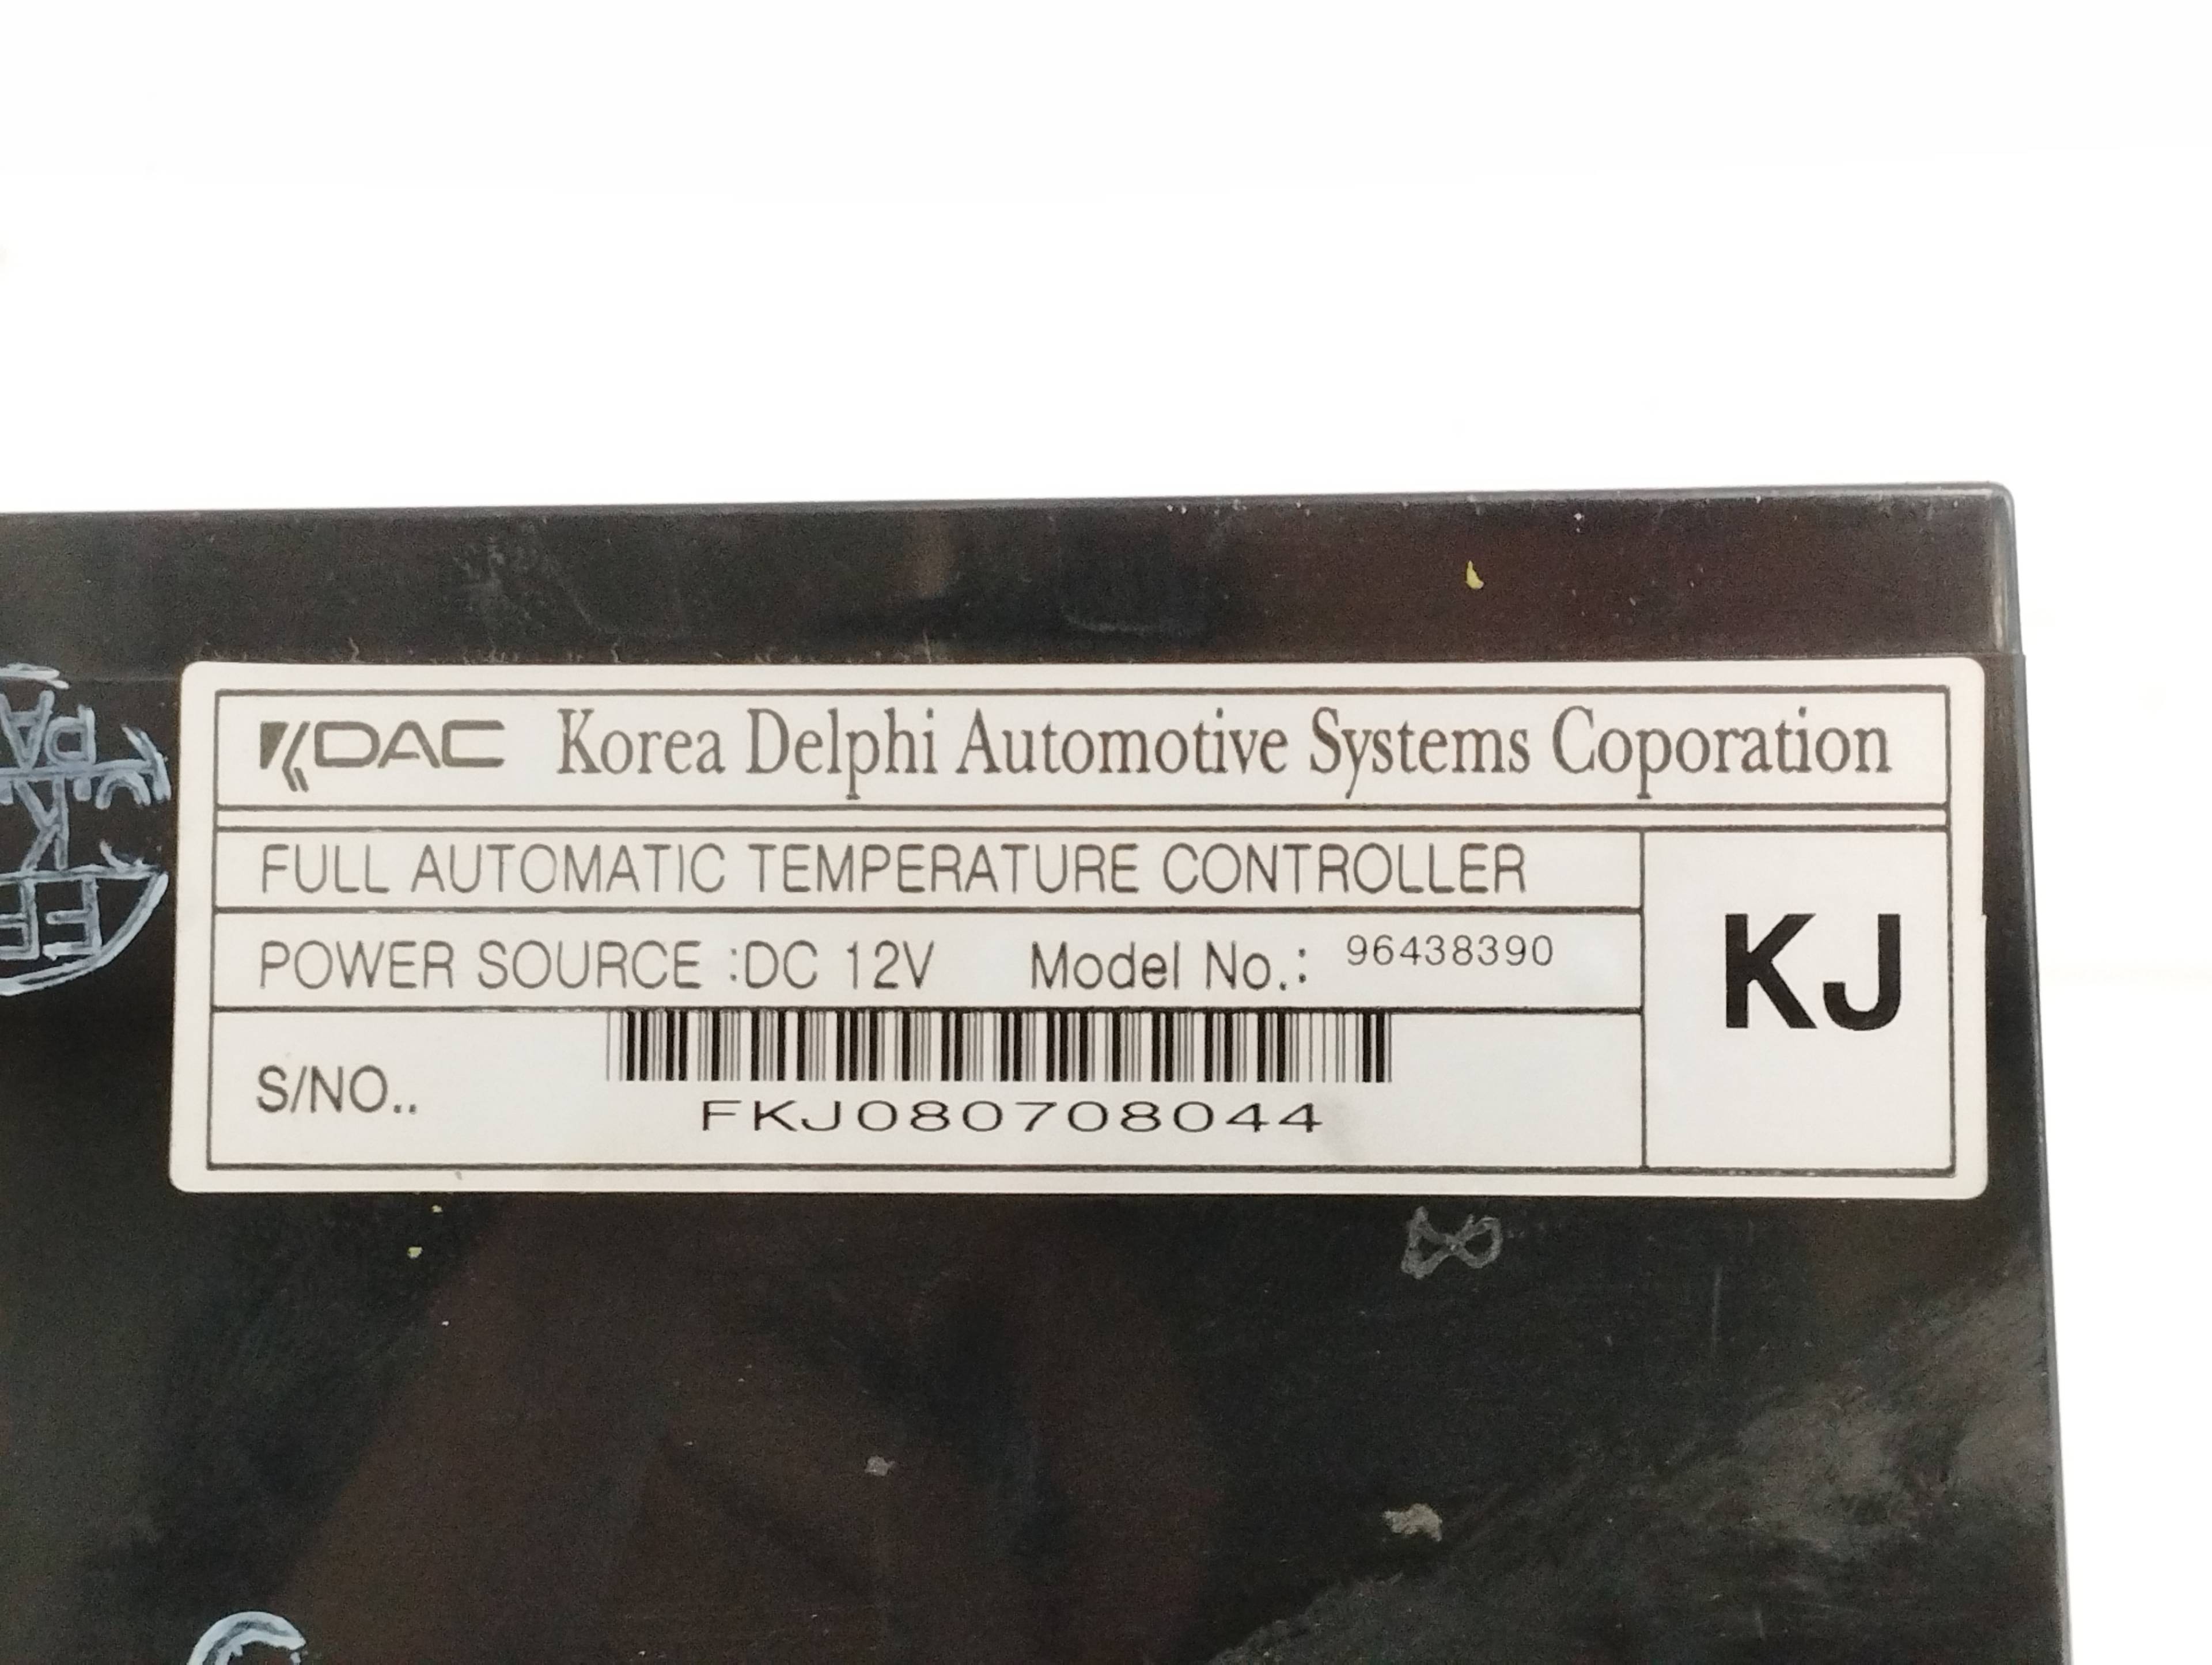 KDAC Korea Delphi Automotive Systems Coporation
FULL AUTOMATIC TEMPERATURE CONTROLLER
POWER SOURCE :DC 12V Model No.: 96438390
KJ
S/NO..
FKJ080708044
8